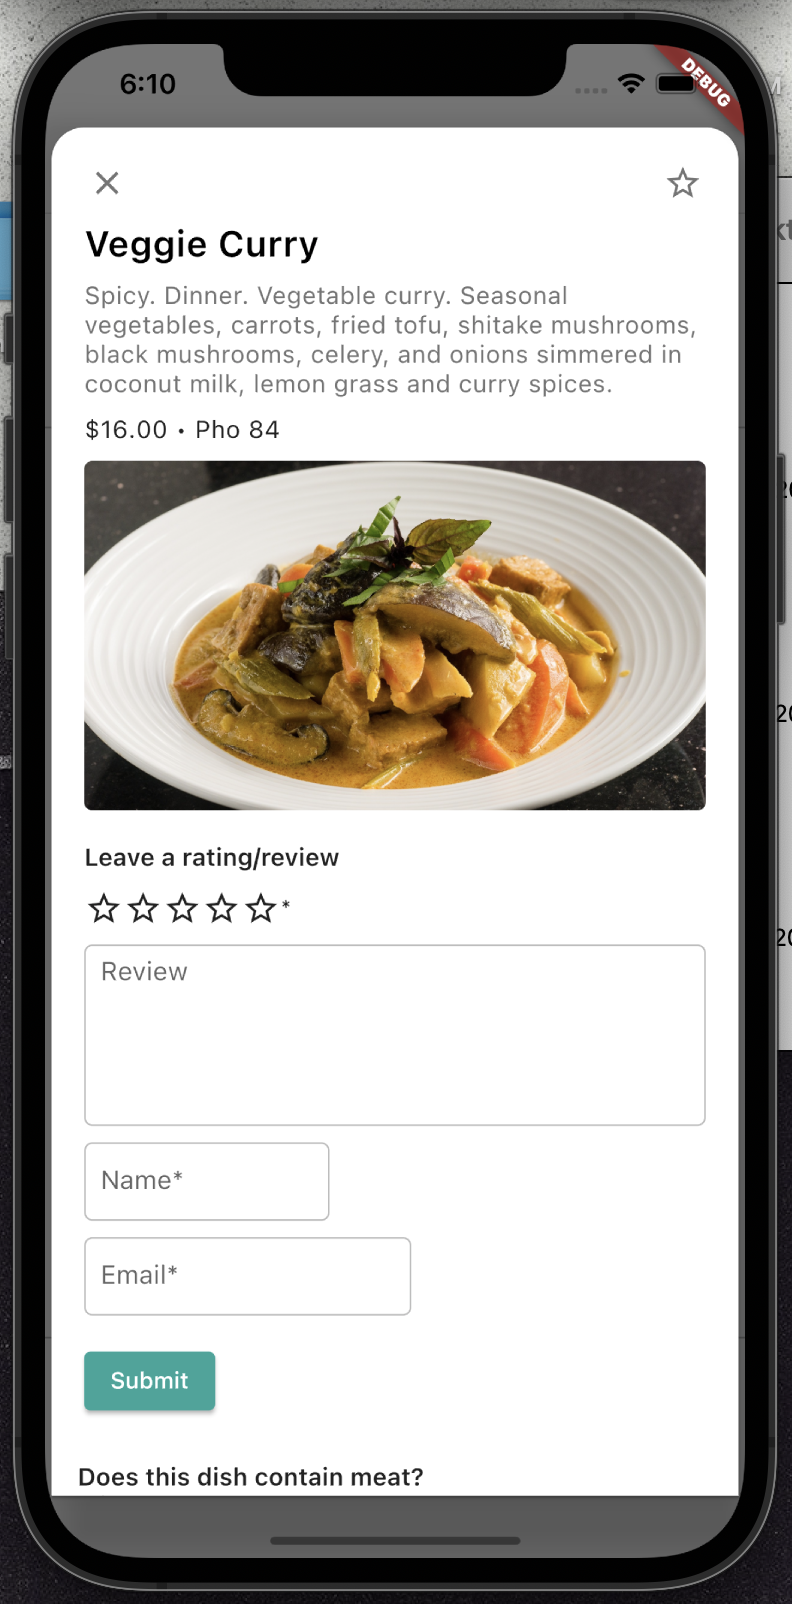 6:10
DEBUG
Veggie Curry
Spicy. Dinner. Vegetable curry. Seasonal
vegetables, carrots, fried tofu, shitake mushrooms,
black mushrooms, celery, and onions simmered in
coconut milk, lemon grass and curry spices.
$16.00 • Pho 84
Leave a rating/review
*
Review
Name*
Email*
Submit
Does this dish contain meat?